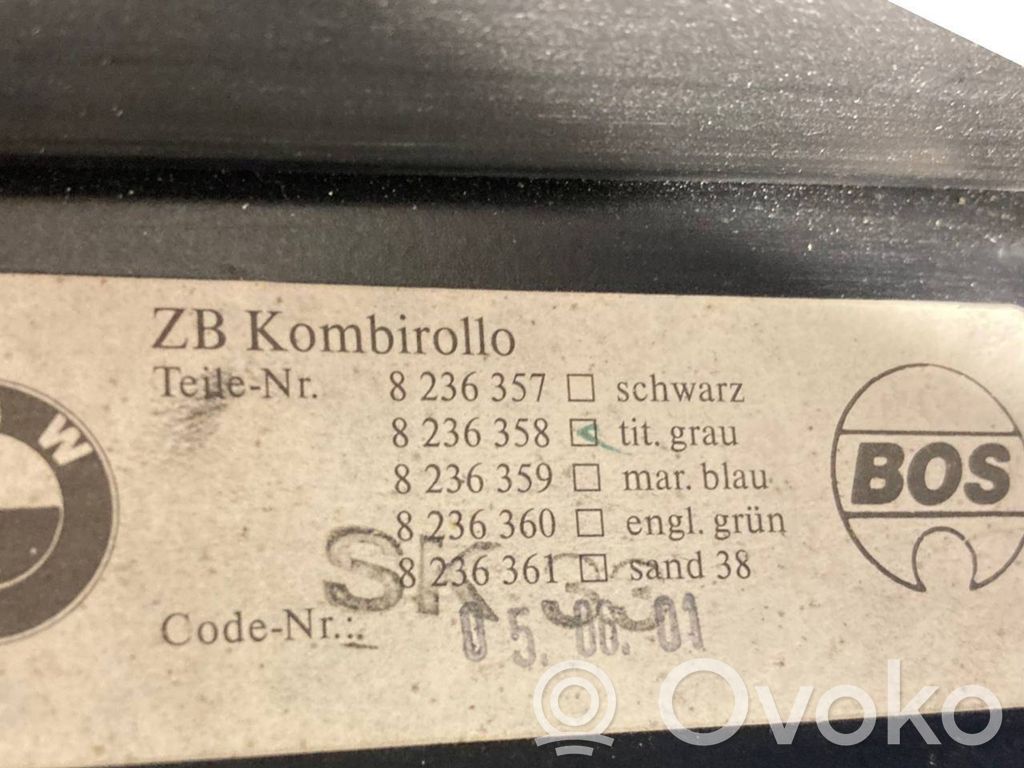 ZB Kombirollo
Teile-Nr. 8 236 357 schwarz
8 236 358 tit. grau
8 236 359 mar. blau
8 236 360 engl. grün
8 236 361 sand 38
Code-Nr.:
SK
BOS
W
Ovoko